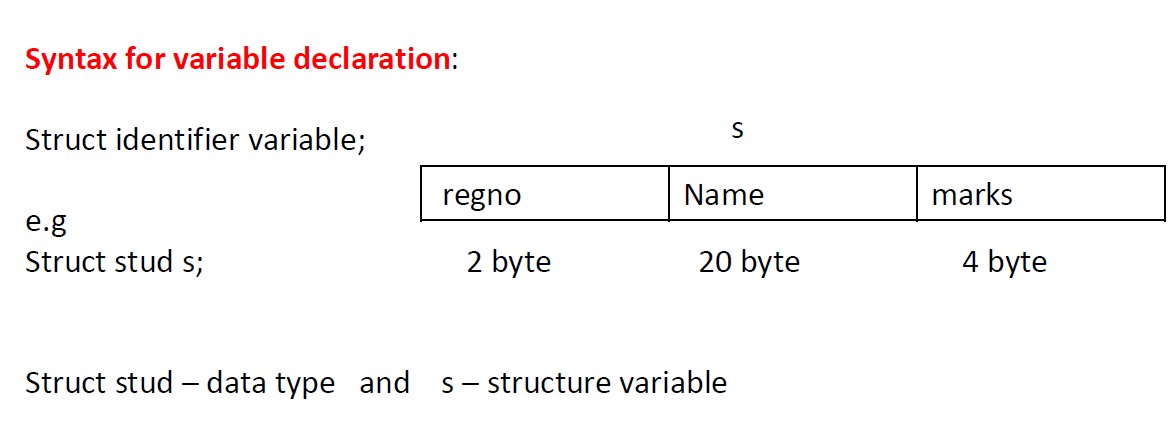 Syntax for variable declaration:
Struct identifier variable;
s
regno Name marks
e.g
Struct stud s;
2 byte 20 byte 4 byte
Struct stud – data type and s – structure variable